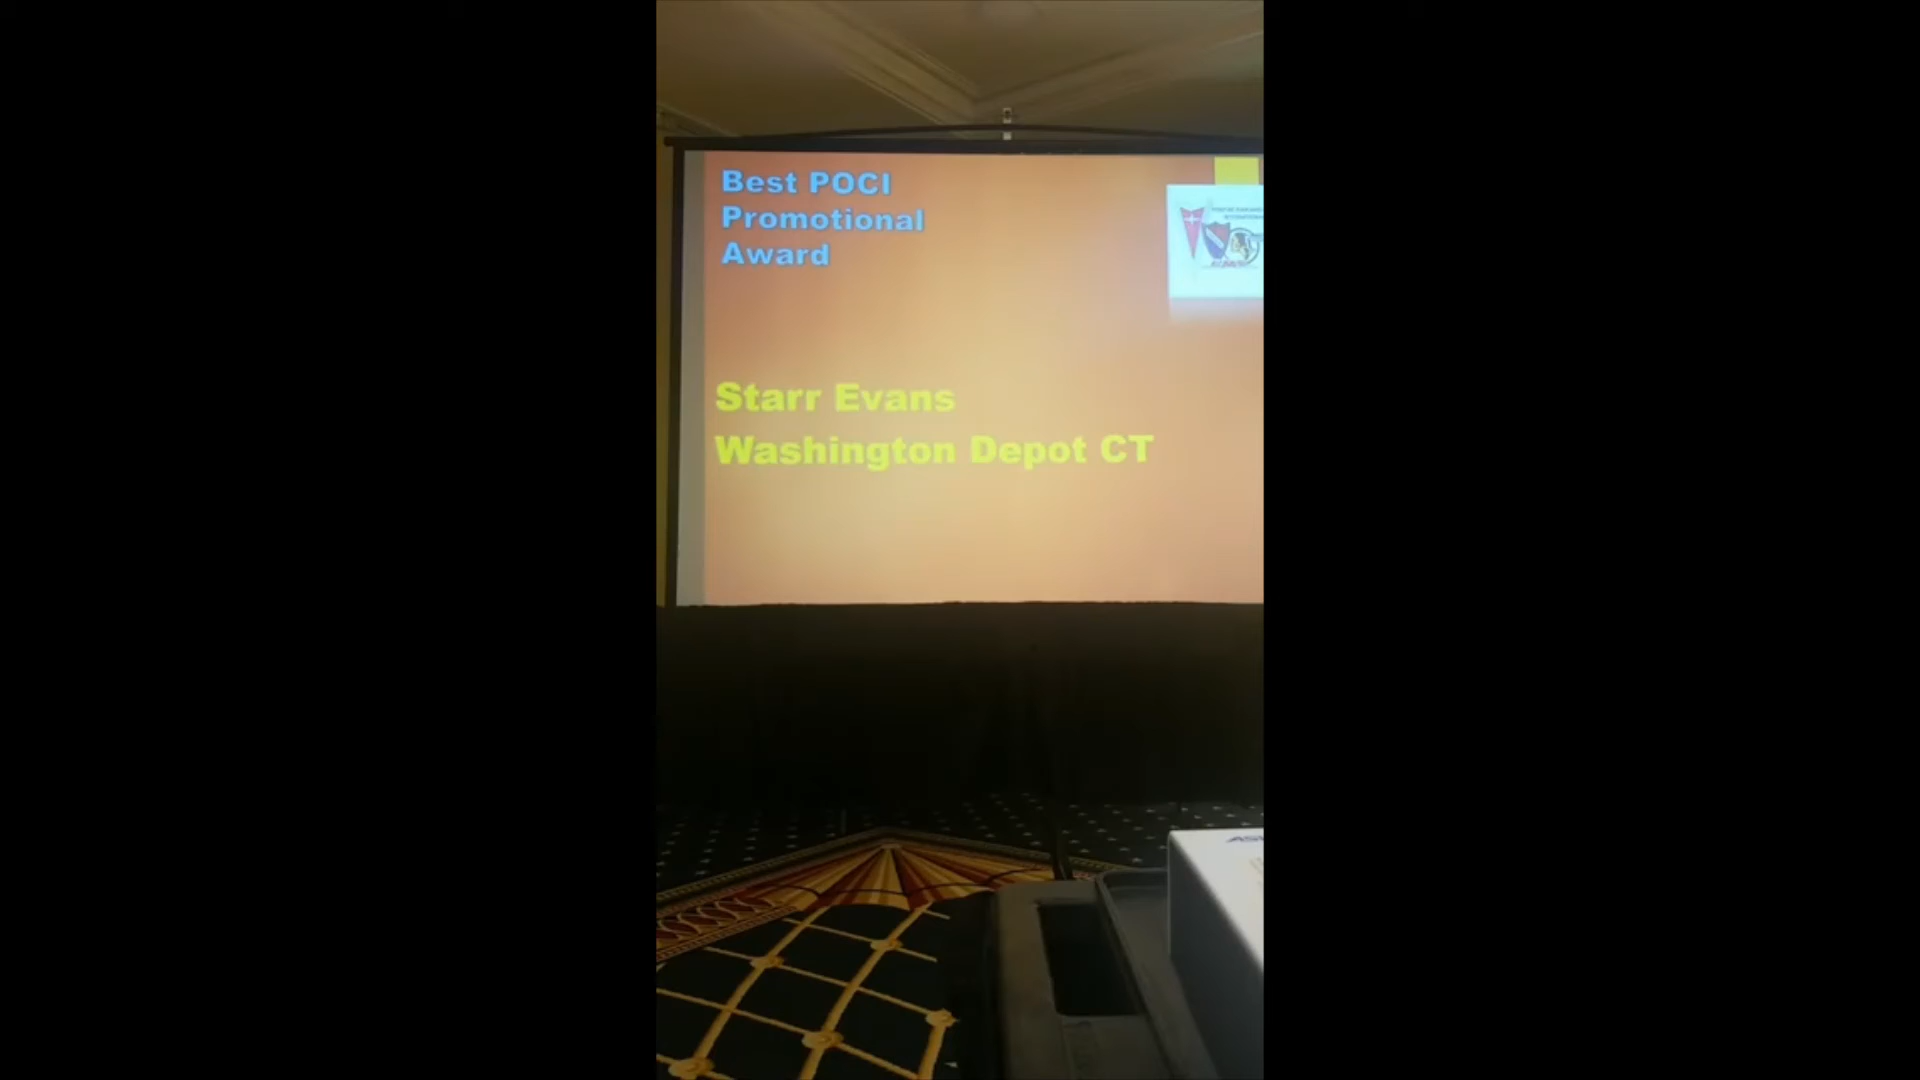 Best POCI
Promotional
Award
Starr Evans
Washington Depot CT